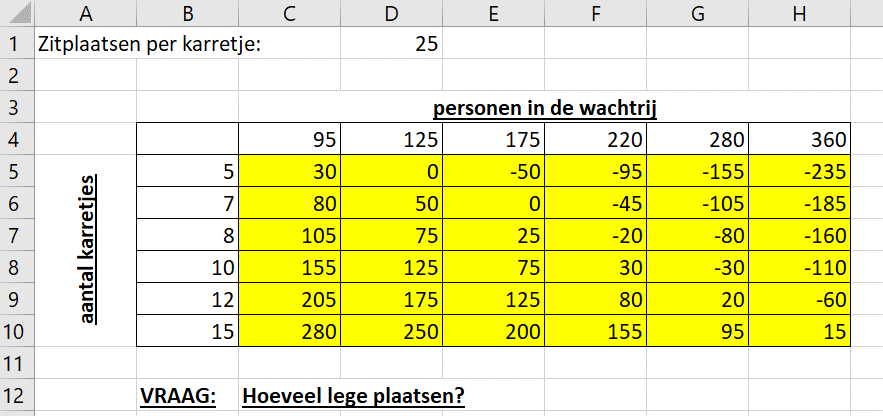 A B C D E F G H
1 Zitplaatsen per karretje: 25
2
3 personen in de wachtrij
4 95 125 175 220 280 360
5 5 30 0 -50 -95 -155 -235
6 7 80 50 0 -45 -105 -185
7 8 105 75 25 -20 -80 -160
8 10 155 125 75 30 -30 -110
9 12 205 175 125 80 20 -60
10 15 280 250 200 155 95 15
aantal karretjes
11
12 VRAAG: Hoeveel lege plaatsen?